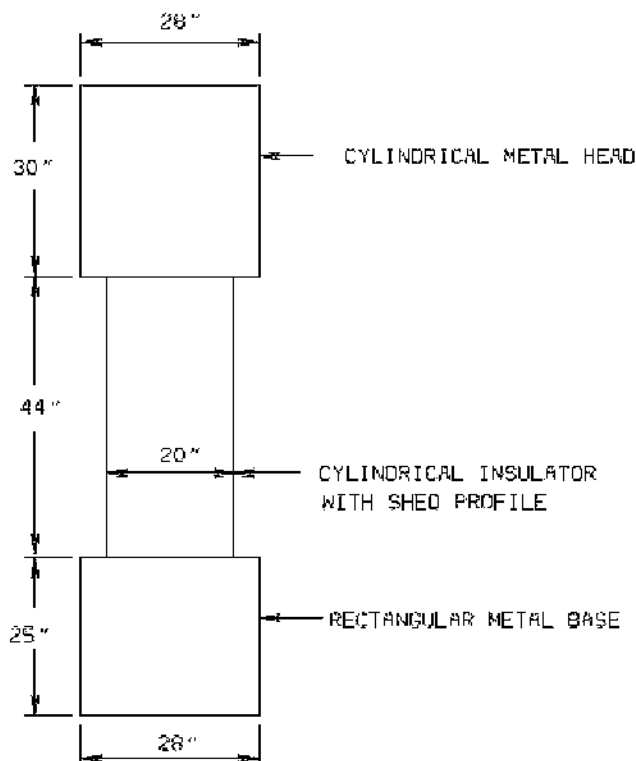 28"
30"
CYLINDRICAL METAL HEAD
44"
20"
CYLINDRICAL INSULATOR
WITH SHED PROFILE
25"
RECTANGULAR METAL BASE
28"